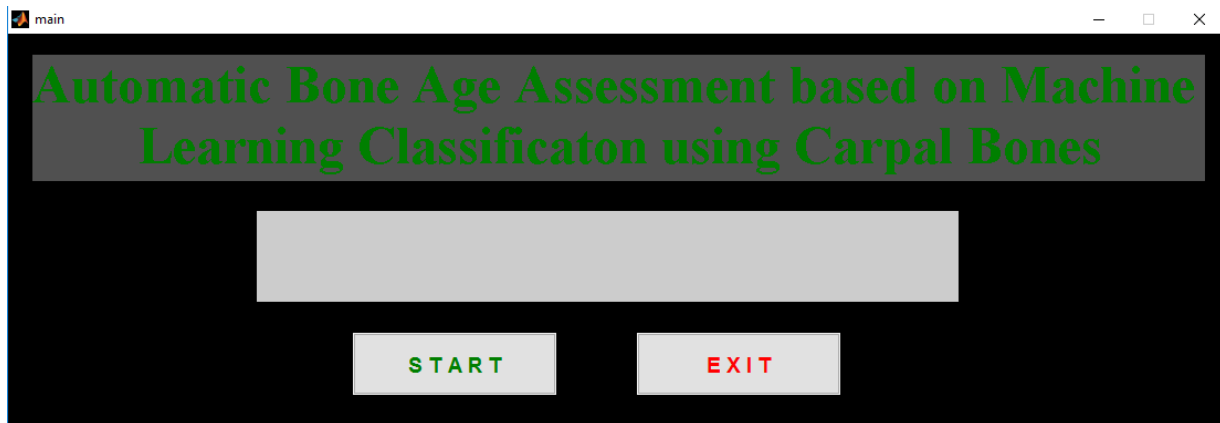 main
Automatic Bone Age Assessment based on Machine
Learning Classificaton using Carpal Bones
START
EXIT